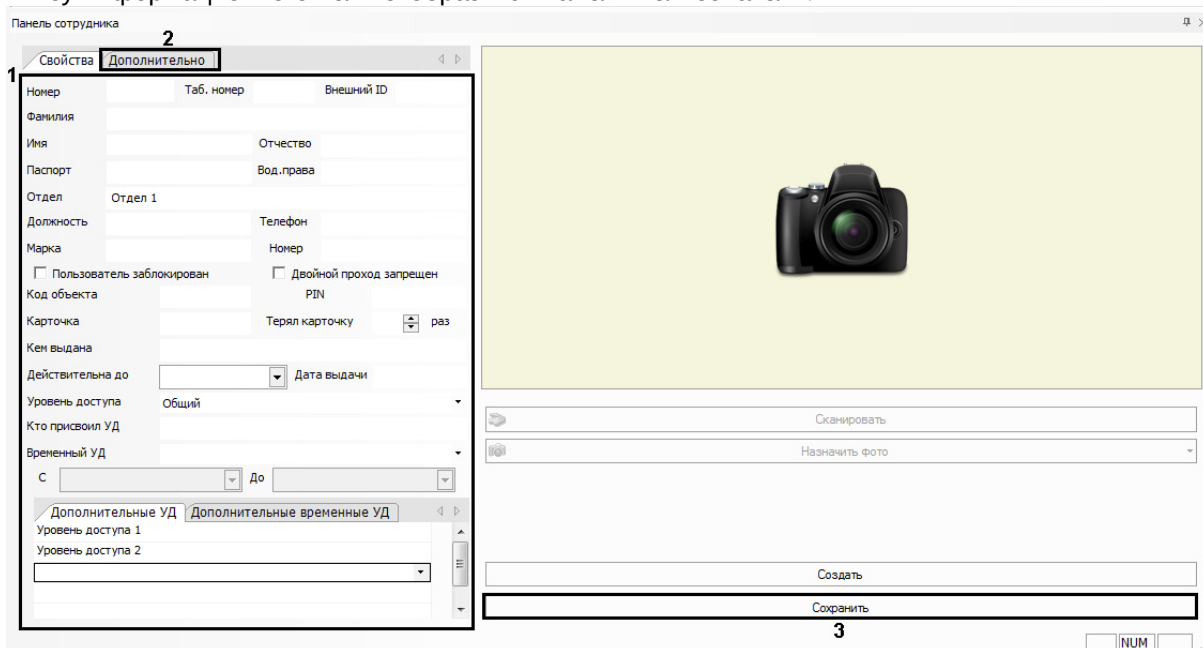 Панель сотрудника
2
Свойства Дополнительно
1
Номер Таб. номер Внешний ID
Фамилия
Имя Отчество
Паспорт Вод.права
Отдел Отдел 1
Должность Телефон
Марка Номер
Пользователь заблокирован Двойной проход запрещен
Код объекта PIN
Карточка Терял карточку раз
Кем выдана
Действительна до Дата выдачи
Уровень доступа Общий
Кто присвоил УД
Временный УД
С До
Дополнительные УД Дополнительные временные УД
Уровень доступа 1
Уровень доступа 2
Сканировать
Назначить фото
Создать
Сохранить
3
NUM